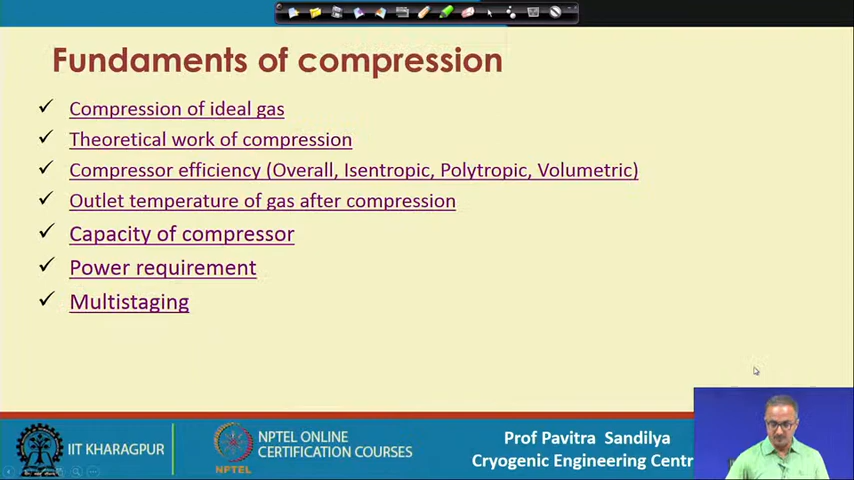 Fundaments of compression
Compression of ideal gas
Theoretical work of compression
Compressor efficiency (Overall, Isentropic, Polytropic, Volumetric)
Outlet temperature of gas after compression
Capacity of compressor
Power requirement
Multistaging
IIT KHARAGPUR
NPTEL
NPTEL ONLINE
CERTIFICATION COURSES
Prof Pavitra Sandilya
Cryogenic Engineering Centr